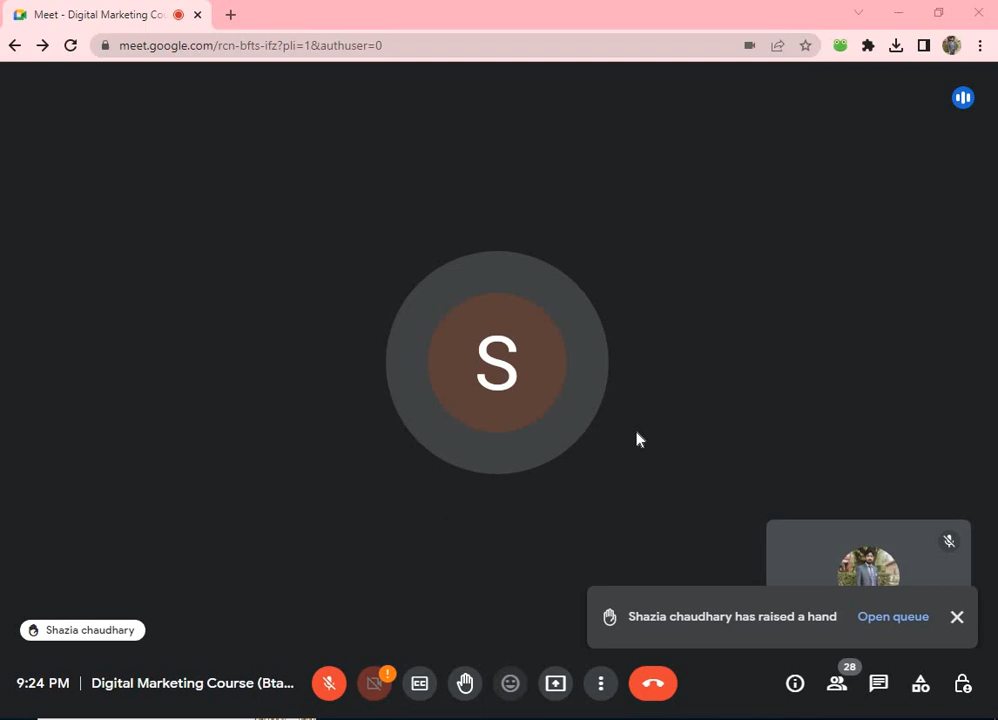 Meet - Digital Marketing Co
meet.google.com/rcn-bfts-ifz?pli=1&authuser=0
S
Shazia chaudhary has raised a hand
Open queue
Shazia chaudhary
9:24 PM
Digital Marketing Course (Bta...
CC
!
28